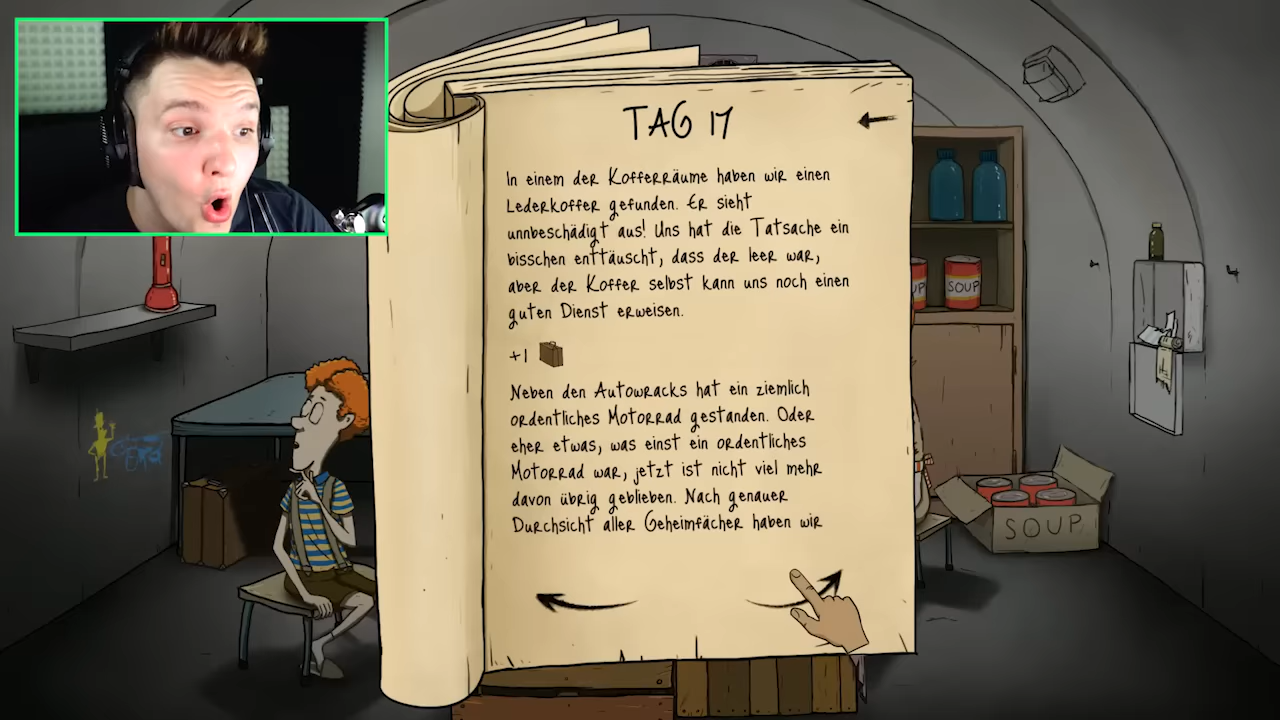 TAG 17
In einem der Kofferräume haben wir einen
Lederkoffer gefunden. Er sieht
unnbeschädigt aus! Uns hat die Tatsache ein
bisschen enttäuscht, dass der leer war,
aber der Koffer selbst kann uns noch einen
guten Dienst erweisen.
+1
Neben den Autowracks hat ein ziemlich
ordentliches Motorrad gestanden. Oder
eher etwas, was einst ein ordentliches
Motorrad war, jetzt ist nicht viel mehr
davon übrig geblieben. Nach genauer
Durchsicht aller Geheimfächer haben wir
UP
SOUP
SOUP